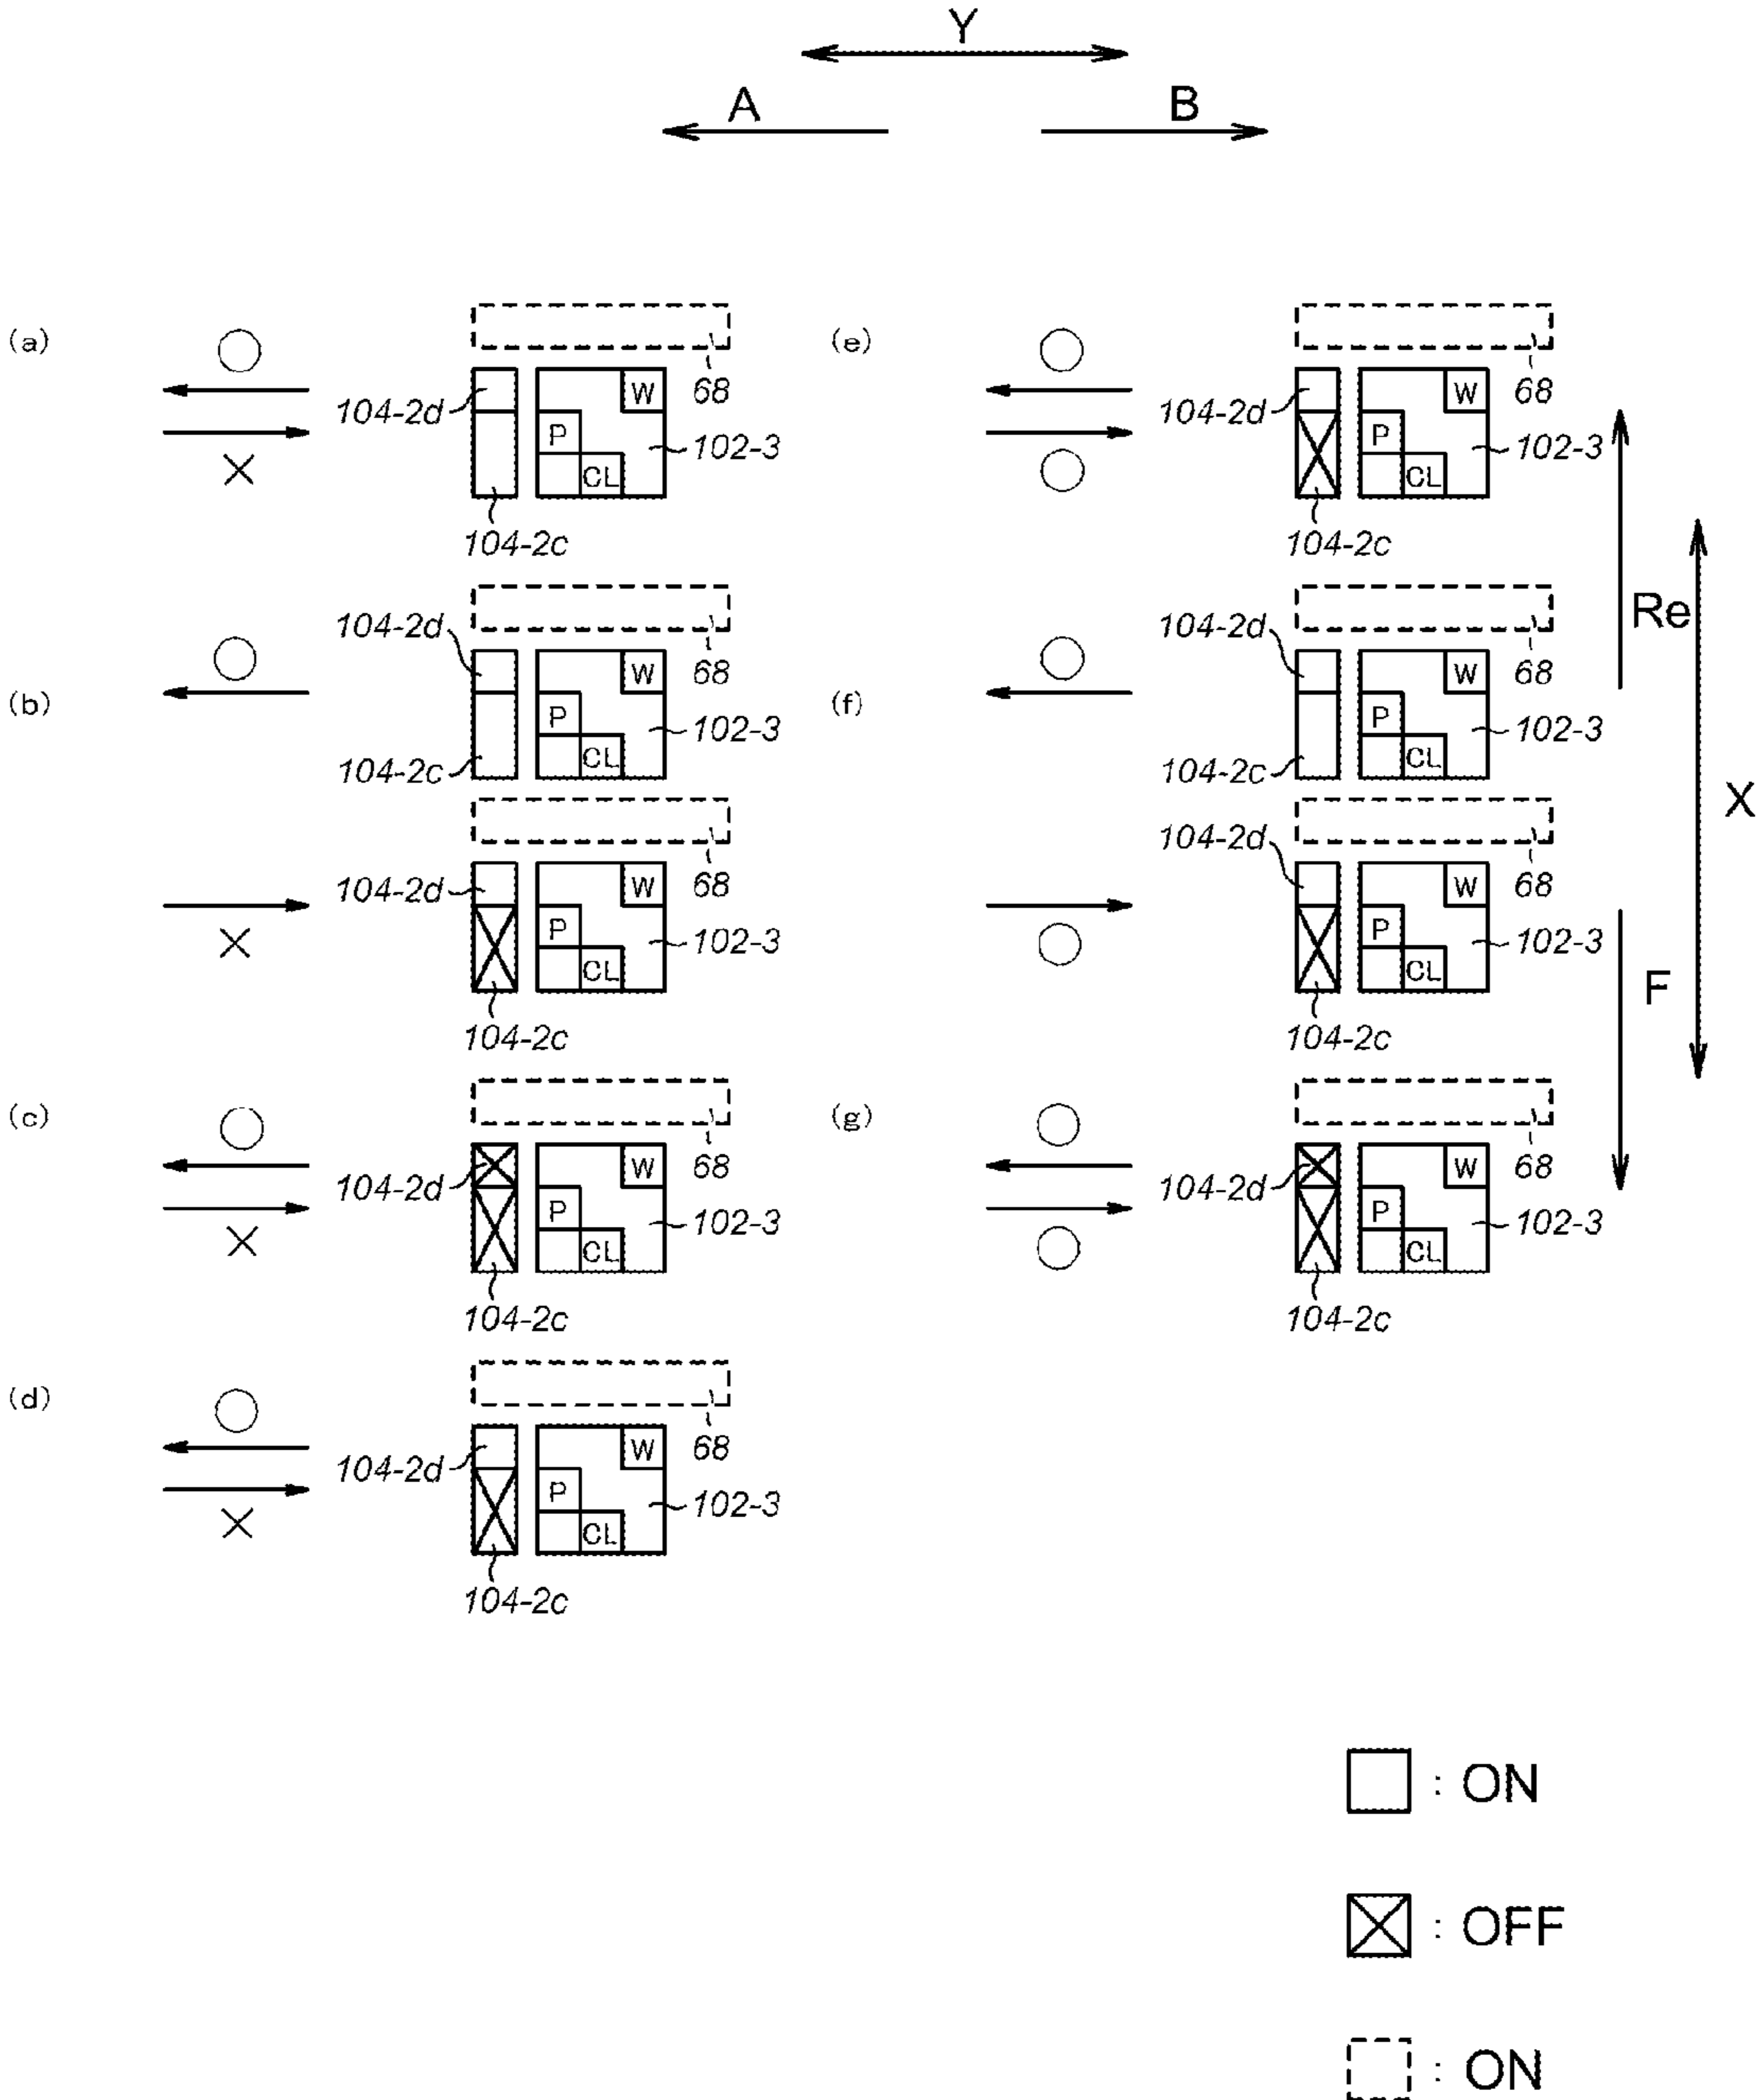 Y
A B
(a) 104-2d W 68 P 102-3 CL 104-2c
(e) 104-2d W 68 P 102-3 CL 104-2c
Re
X
(b) 104-2d W 68 P 102-3 CL 104-2c
(f) 104-2d W 68 P 102-3 CL 104-2c
104-2d W 68 P 102-3 CL 104-2c
104-2d W 68 P 102-3 CL 104-2c
F
(c) 104-2d W 68 P 102-3 CL 104-2c
(g) 104-2d W 68 P 102-3 CL 104-2c
(d) 104-2d W 68 P 102-3 CL 104-2c
: ON
: OFF
: ON